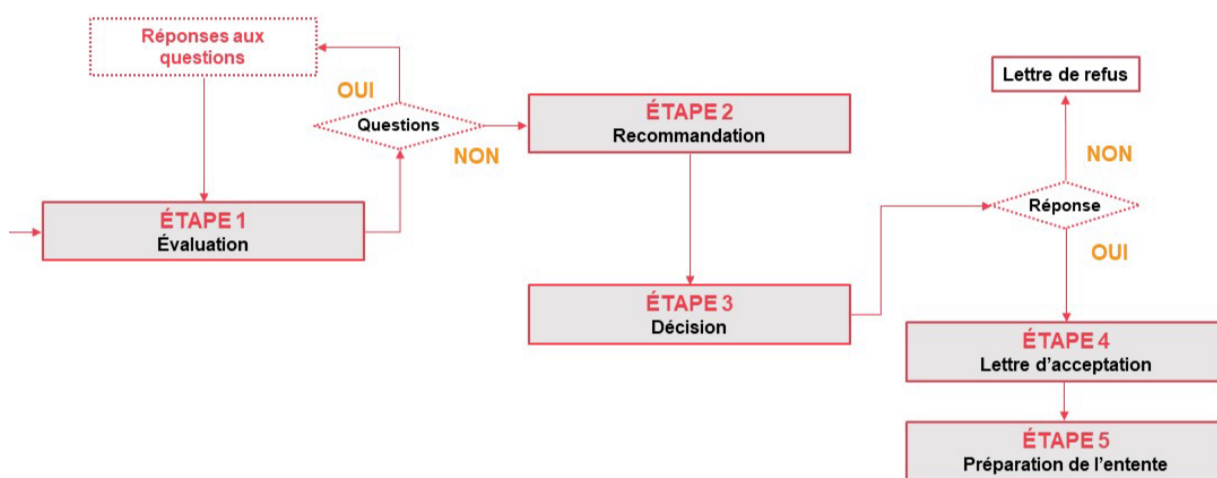 Réponses aux
questions
OUI
Questions
NON
ÉTAPE 1
Évaluation
ÉTAPE 2
Recommandation
ÉTAPE 3
Décision
Lettre de refus
NON
Réponse
OUI
ÉTAPE 4
Lettre d'acceptation
ÉTAPE 5
Préparation de l'entente